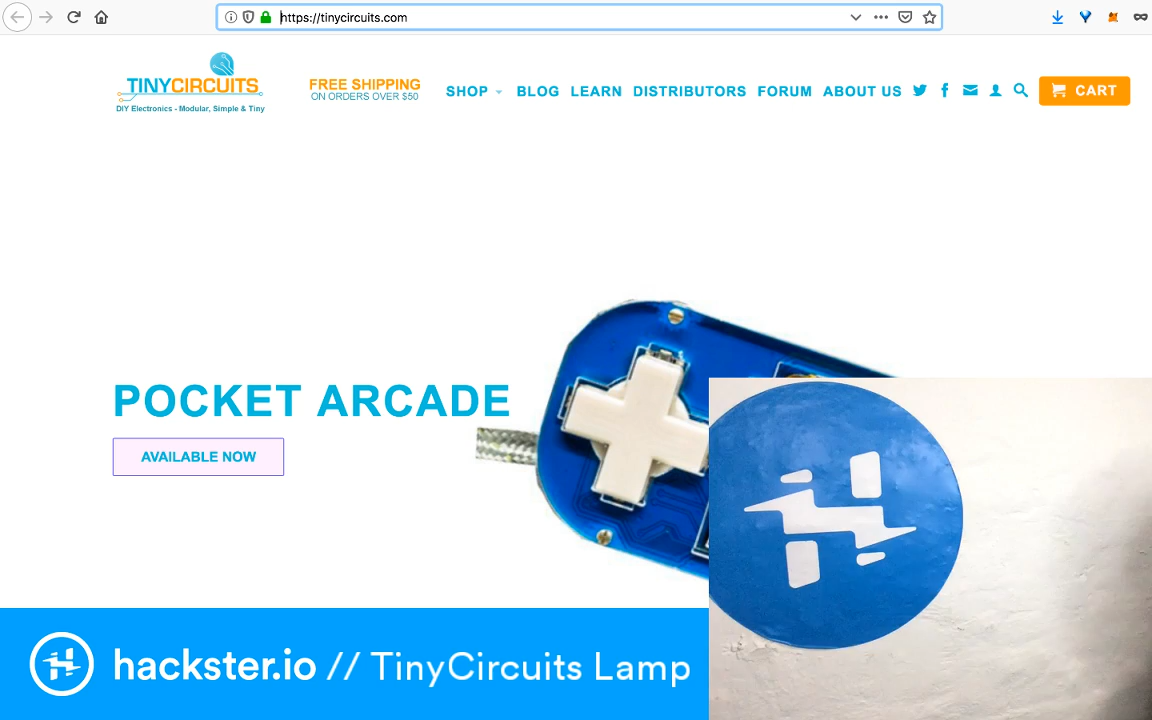 https://tinycircuits.com
TINYCIRCUITS
DIY Electronics - Modular, Simple & Tiny
FREE SHIPPING
ON ORDERS OVER $50
SHOP
BLOG
LEARN
DISTRIBUTORS
FORUM
ABOUT US
CART
POCKET ARCADE
AVAILABLE NOW
hackster.io // TinyCircuits Lamp